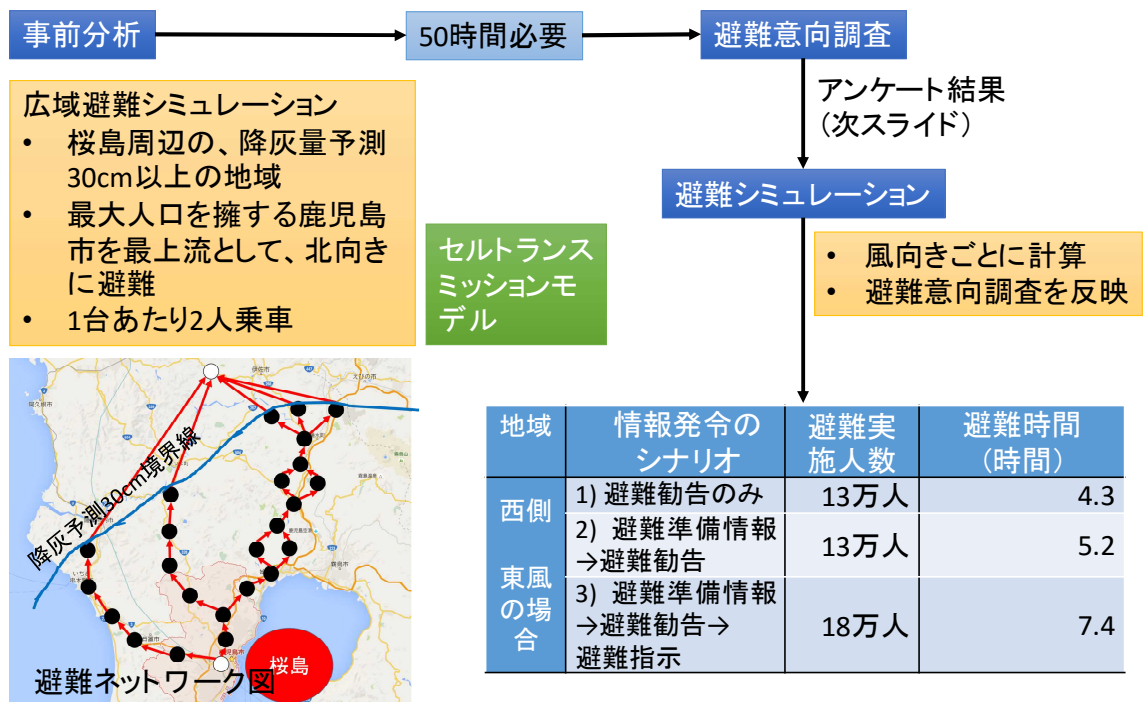 事前分析
50時間必要
避難意向調査
広域避難シミュレーション
• 桜島周辺の、降灰量予測
30cm以上の地域
• 最大人口を擁する鹿児島
市を最上流として、北向き
に避難
• 1台あたり2人乗車
セルトランス
ミッションモ
デル
アンケート結果
（次スライド）
避難シミュレーション
• 風向きごとに計算
• 避難意向調査を反映
降灰予測30cm境界線
伊佐市
えびの市
桜島
避難ネットワーク図
地域
情報発令の
シナリオ
避難実
施人数
避難時間
（時間）
西側
東風
の場
合
1) 避難勧告のみ
13万人
4.3
2) 避難準備情報
→避難勧告
13万人
5.2
3) 避難準備情報
→避難勧告→
避難指示
18万人
7.4